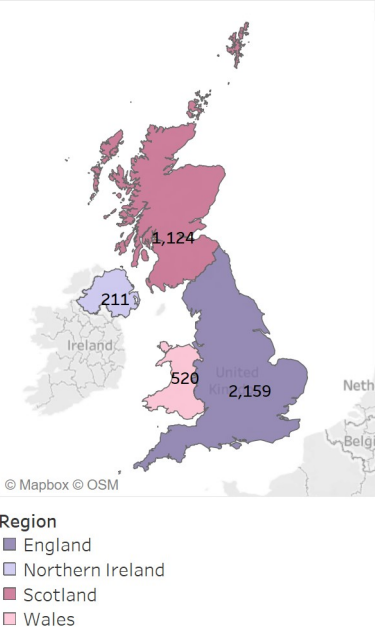 1,124
211
Ireland
520
United
Kin
2,159
Neth
Belgi
© Mapbox © OSM
Region
England
Northern Ireland
Scotland
Wales